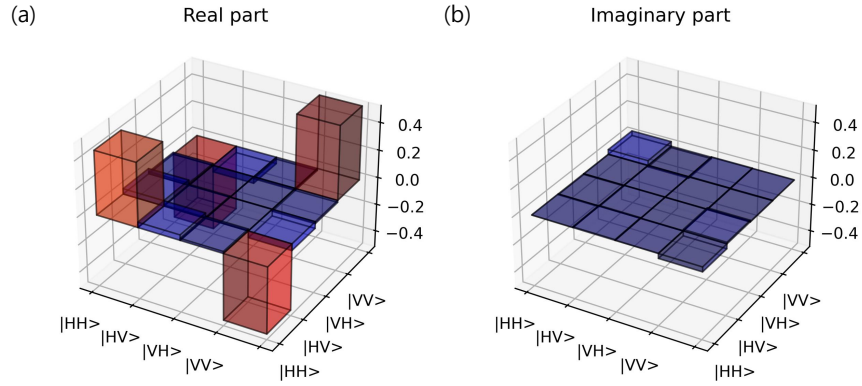 (a)
Real part
0.4
0.2
0.0
−0.2
−0.4
|HH>
|HV>
|VH>
|VV>
|HH>
|HV>
|VH>
|VV>
(b)
Imaginary part
0.4
0.2
0.0
−0.2
−0.4
|HH>
|HV>
|VH>
|VV>
|HH>
|HV>
|VH>
|VV>